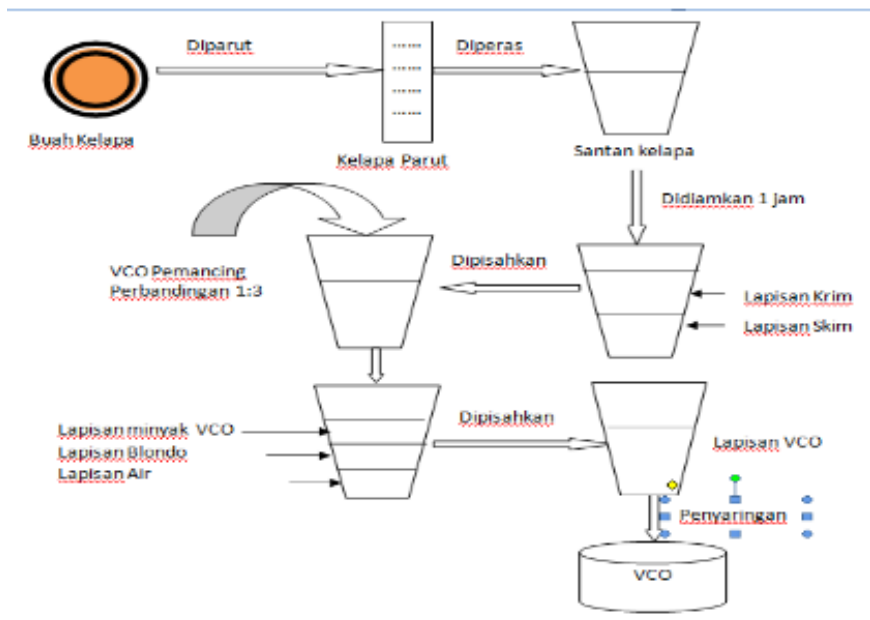 Diparut
Diperas
Buah Kelapa
Kelapa Parut
Santan kelapa
Didiamkan 1 jam
VCO Pemancing
Perbandingan 1:3
Dipisahkan
Lapisan Krim
Lapisan Skim
Lapisan minyak VCO
Lapisan Blondo
Lapisan Air
Dipisahkan
Lapisan VCO
Penyaringan
VCO